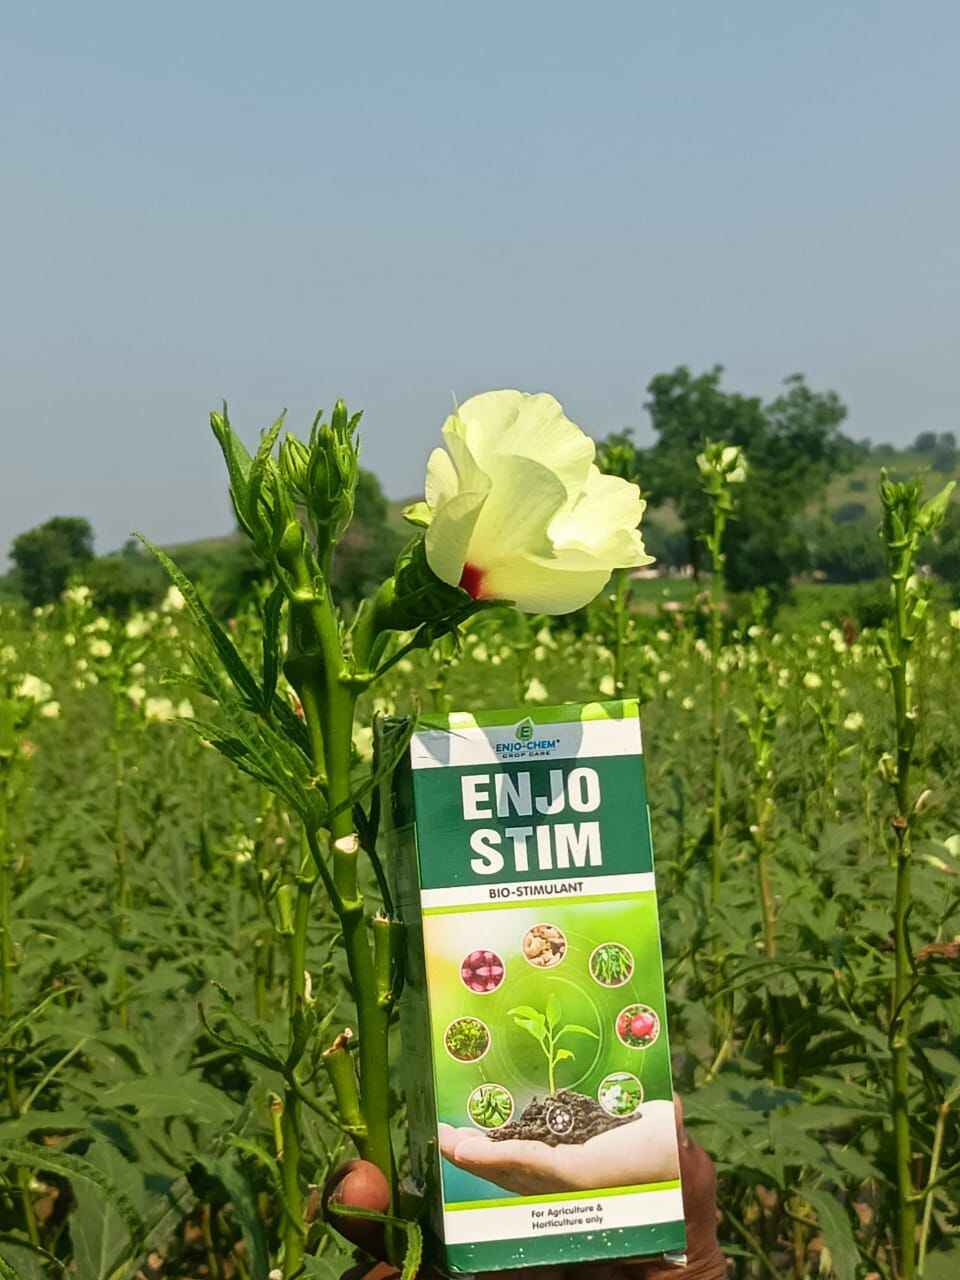 E
ENJO-CHEM®
CROP CARE
ENJO
STIM
BIO-STIMULANT
For Agriculture &
Horticulture only